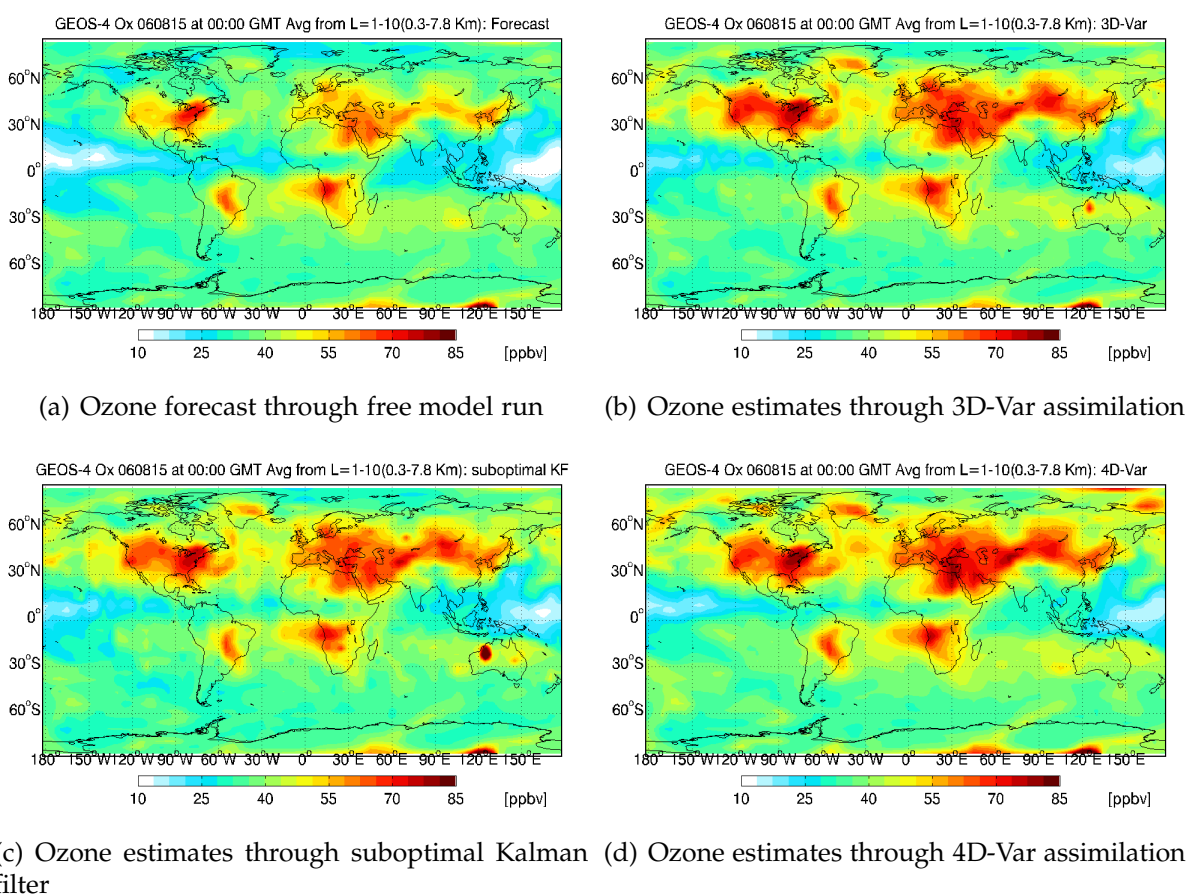 GEOS-4 Ox 060815 at 00:00 GMT Avg from L=1-10(0.3-7.8 Km): Forecast
60°N
30°N
0°
30°S
60°S
180° 150°W 120°W 90°W 60°W 30°W 0° 30°E 60°E 90°E 120°E 150°E
10 25 40 55 70 85 [ppbv]
(a) Ozone forecast through free model run
GEOS-4 Ox 060815 at 00:00 GMT Avg from L=1-10(0.3-7.8 Km): 3D-Var
60°N
30°N
0°
30°S
60°S
180° 150°W 120°W 90°W 60°W 30°W 0° 30°E 60°E 90°E 120°E 150°E
10 25 40 55 70 85 [ppbv]
(b) Ozone estimates through 3D-Var assimilation
GEOS-4 Ox 060815 at 00:00 GMT Avg from L=1-10(0.3-7.8 Km): suboptimal KF
60°N
30°N
0°
30°S
60°S
180° 150°W 120°W 90°W 60°W 30°W 0° 30°E 60°E 90°E 120°E 150°E
10 25 40 55 70 85 [ppbv]
(c) Ozone estimates through suboptimal Kalman
filter
GEOS-4 Ox 060815 at 00:00 GMT Avg from L=1-10(0.3-7.8 Km): 4D-Var
60°N
30°N
0°
30°S
60°S
180° 150°W 120°W 90°W 60°W 30°W 0° 30°E 60°E 90°E 120°E 150°E
10 25 40 55 70 85 [ppbv]
(d) Ozone estimates through 4D-Var assimilation